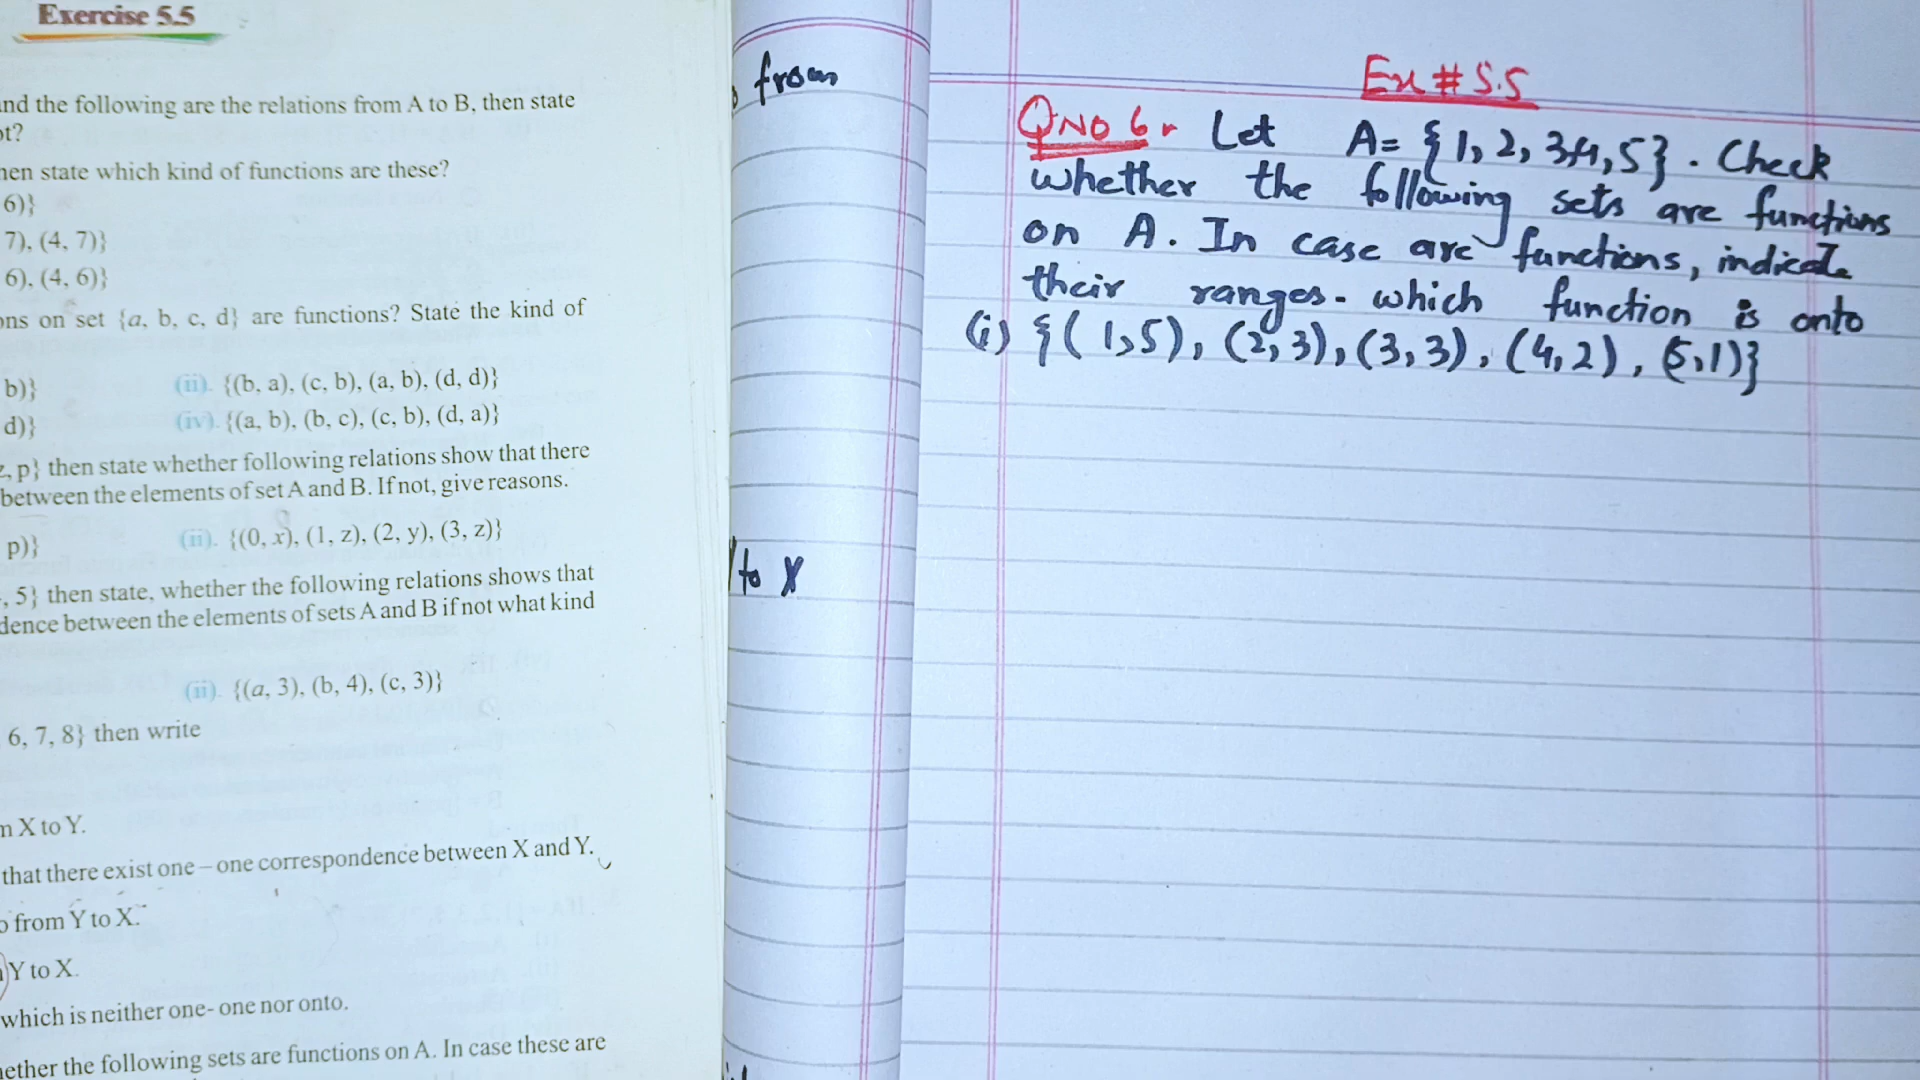 Exercise 5.5
and the following are the relations from A to B, then state
ot?
hen state which kind of functions are these?
6)}
7), (4, 7)}
6), (4, 6)}
ons on set {a, b, c, d} are functions? State the kind of
b)} (ii). {(b, a), (c, b), (a, b), (d, d)}
d)} (iv). {(a, b), (b, c), (c, b), (d, a)}
z, p} then state whether following relations show that there
between the elements of set A and B. If not, give reasons.
p)} (ii). {(0, x), (1, z), (2, y), (3, z)}
, 5} then state, whether the following relations shows that
dence between the elements of sets A and B if not what kind
(ii). {(a, 3), (b, 4), (c, 3)}
6, 7, 8} then write
m X to Y.
that there exist one – one correspondence between X and Y.
o from Y to X.
Y to X.
which is neither one- one nor onto.
hether the following sets are functions on A. In case these are
from
to X
Ex # 5.5
QNO 6 Let A= {1, 2, 3,4, 5}. Check
whether the following sets are functions
on A. In case are functions, indicate
their ranges. which function is onto
(i) {(1,5), (2,3), (3,3), (4,2), (5,1)}